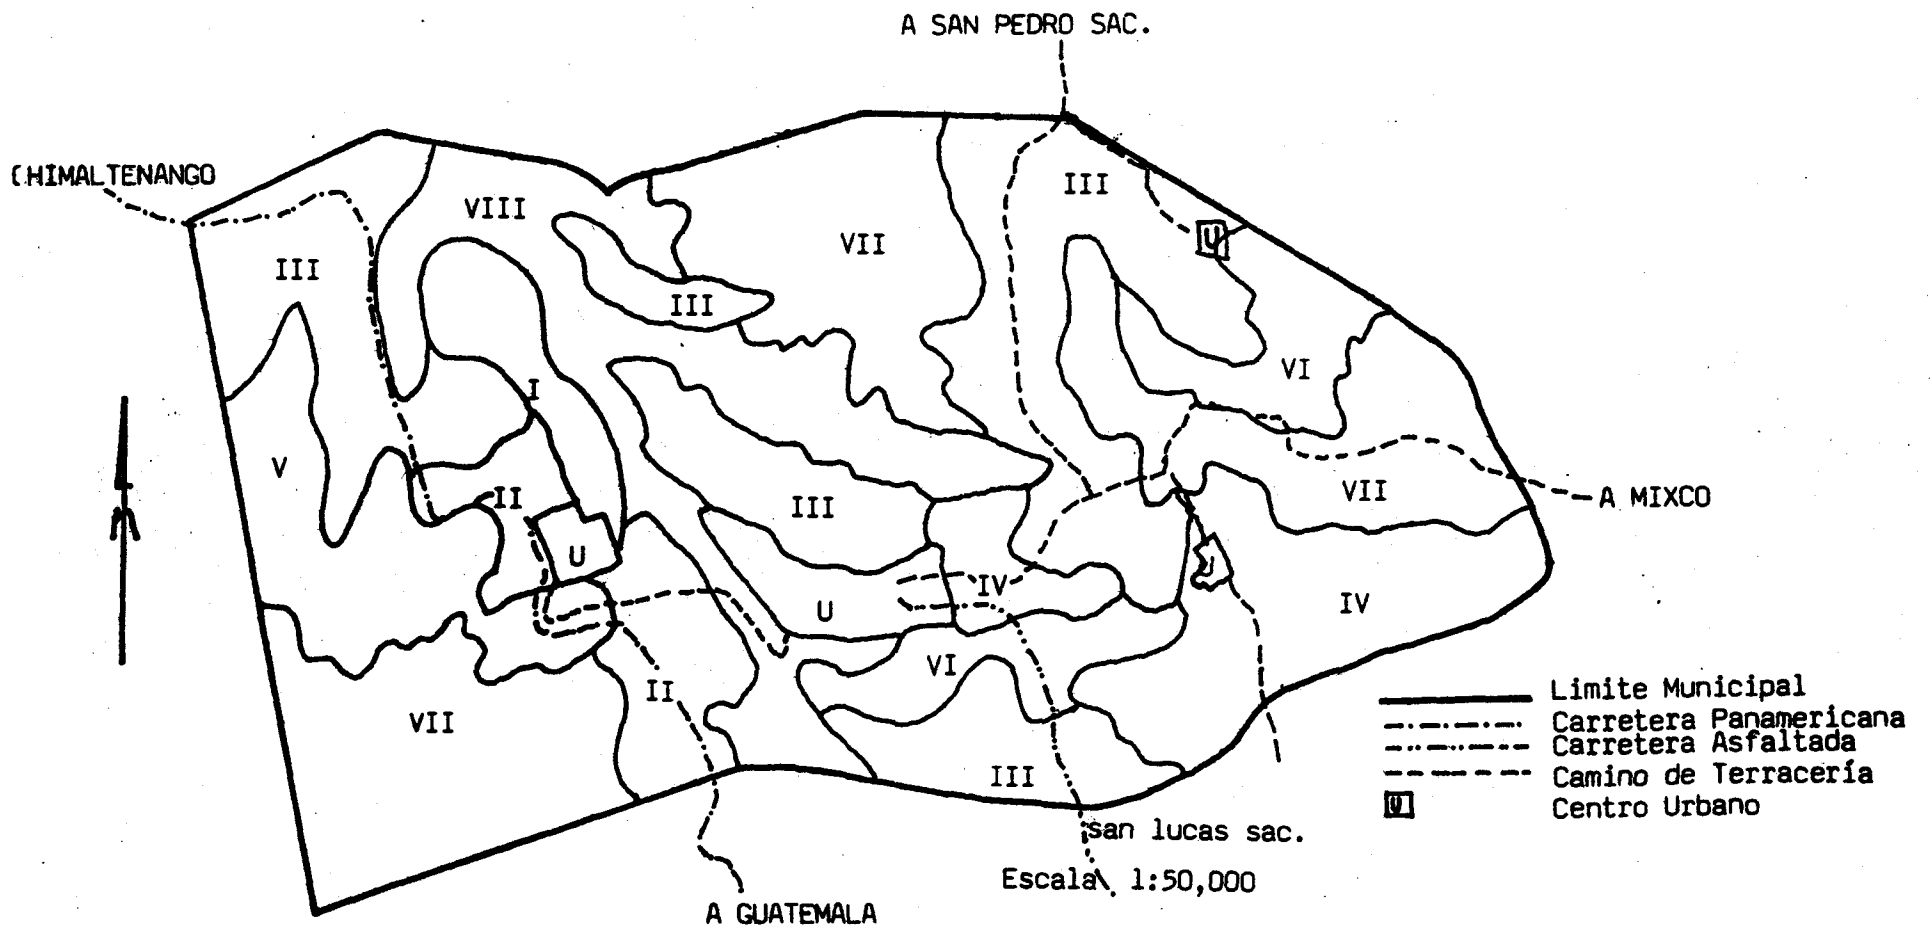 A SAN PEDRO SAC.
CHIMALTENANGO
III
VIII
VII
III
U
III
III
VI
I
V
II
III
VII
A MIXCO
U
U
IV
U
IV
VI
II
VII
III
Limite Municipal
Carretera Panamericana
Carretera Asfaltada
Camino de Terracería
U Centro Urbano
san lucas sac.
Escala 1:50,000
A GUATEMALA